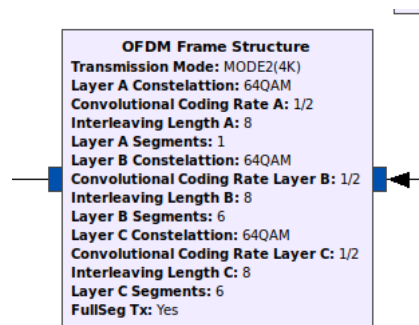 OFDM Frame Structure
Transmission Mode: MODE2(4K)
Layer A Constelattion: 64QAM
Convolutional Coding Rate A: 1/2
Interleaving Length A: 8
Layer A Segments: 1
Layer B Constelattion: 64QAM
Convolutional Coding Rate Layer B: 1/2
Interleaving Length B: 8
Layer B Segments: 6
Layer C Constelattion: 64QAM
Convolutional Coding Rate Layer C: 1/2
Interleaving Length C: 8
Layer C Segments: 6
FullSeg Tx: Yes